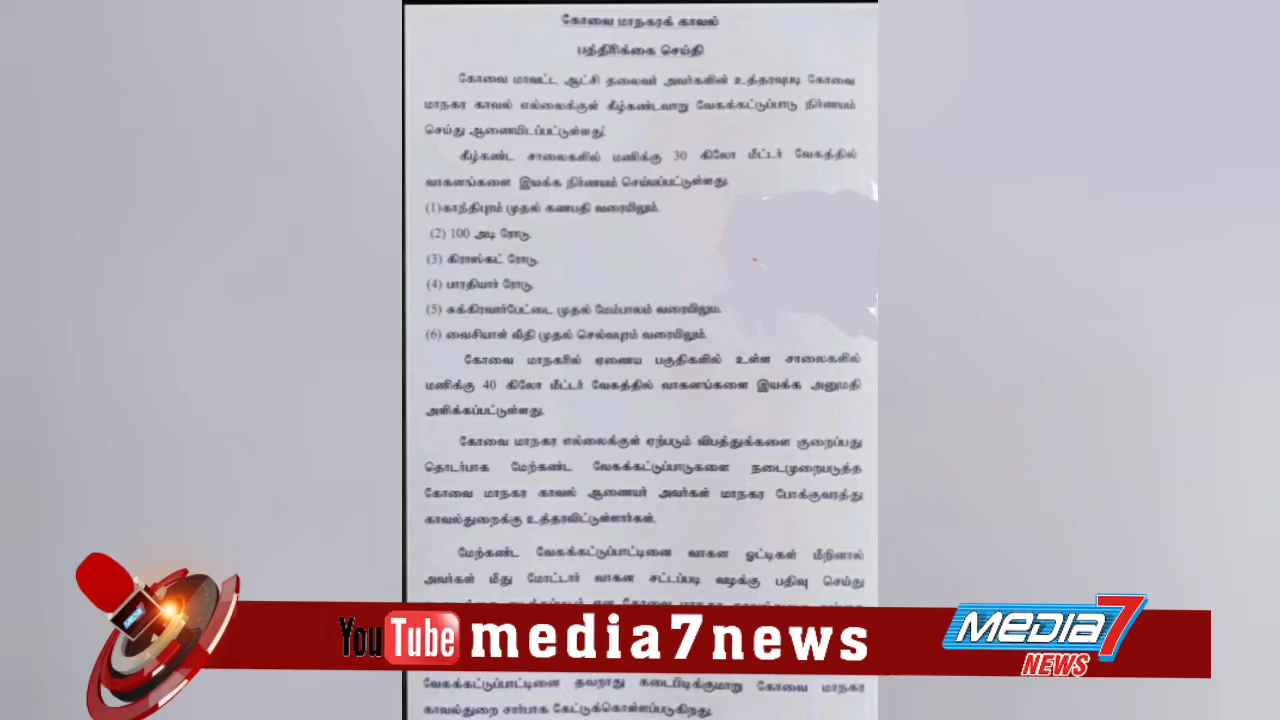 கோவை மாநகரக் காவல்
பத்திரிக்கை செய்தி
கோவை மாவட்ட ஆட்சி தலைவர் அவர்களின் உத்தரவுபடி கோவை
மாநகர காவல் எல்லைக்குள் கீழ்கண்டவாறு வேகக்கட்டுப்பாடு நிர்ணயம்
செய்து ஆணையிடப்பட்டுள்ளது.
கீழ்கண்ட சாலைகளில் மணிக்கு 30 கிலோ மீட்டர் வேகத்தில்
வாகனங்களை இயக்க நிர்ணயம் செய்யப்பட்டுள்ளது.
(1)காந்திபுரம் முதல் கணபதி வரையிலும்.
(2) 100 அடி ரோடு.
(3) கிராஸ்கட் ரோடு.
(4) பாரதியார் ரோடு.
(5) சுக்கிரவார்பேட்டை முதல் மேம்பாலம் வரையிலும்.
(6) வைசியாள் வீதி முதல் செல்வபுரம் வரையிலும்.
கோவை மாநகரில் ஏணைய பகுதிகளில் உள்ள சாலைகளில்
மணிக்கு 40 கிலோ மீட்டர் வேகத்தில் வாகனங்களை இயக்க அனுமதி
அளிக்கப்பட்டுள்ளது.
கோவை மாநகர எல்லைக்குள் ஏற்படும் விபத்துக்களை குறைப்பது
தொடர்பாக மேற்கண்ட வேகக்கட்டுப்பாடுகளை நடைமுறைபடுத்த
கோவை மாநகர காவல் ஆணையர் அவர்கள் மாநகர போக்குவரத்து
காவல்துறைக்கு உத்தரவிட்டுள்ளார்கள்.
மேற்கண்ட வேகக்கட்டுப்பாட்டினை வாகன ஓட்டிகள் மீறினால்
அவர்கள் மீது மோட்டார் வாகன சட்டப்படி வழக்கு பதிவு செய்து
YouTube media7news
MEDIA 7
NEWS
வேகக்கட்டுப்பாட்டினை தவறாது கடைபிடிக்குமாறு கோவை மாநகர
காவல்துறை சார்பாக கேட்டுக்கொள்ளப்படுகிறது.